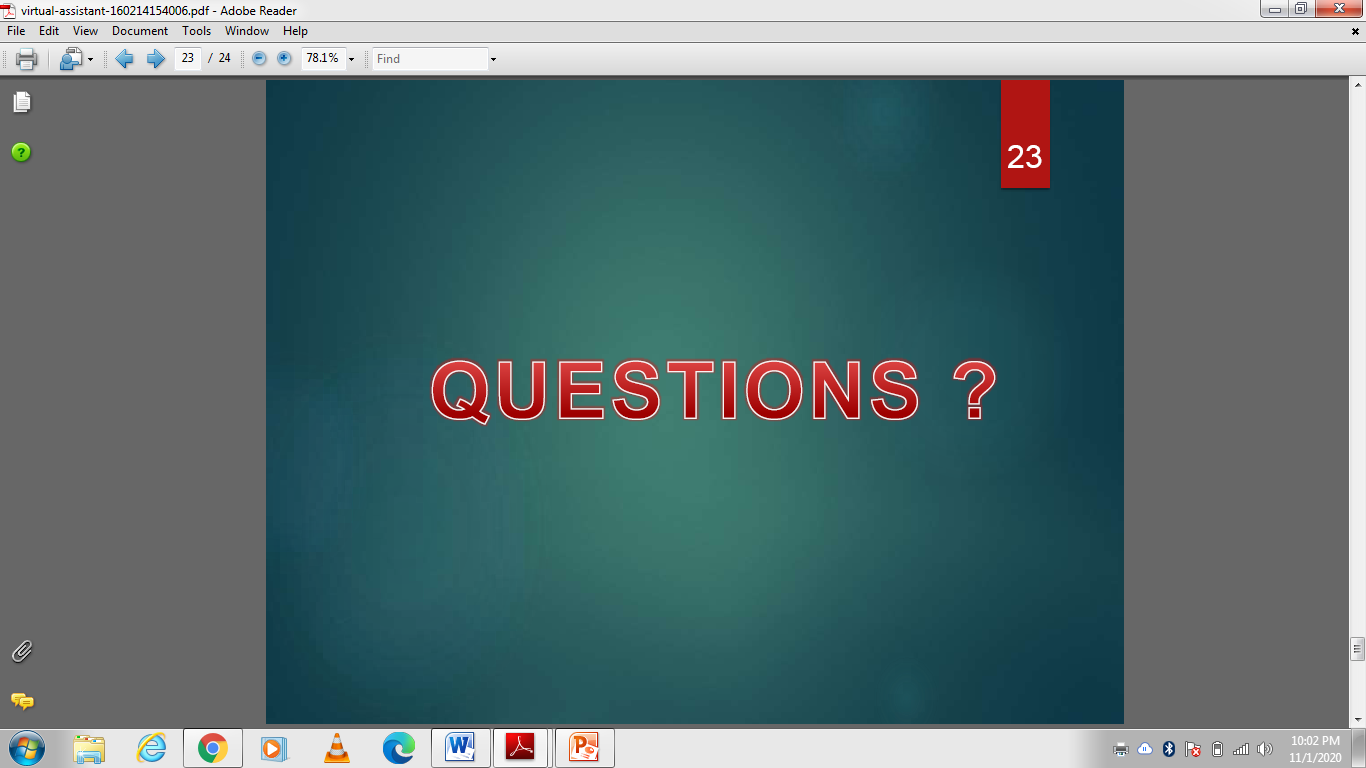 virtual-assistant-160214154006.pdf - Adobe Reader
File Edit View Document Tools Window Help
23 / 24 78.1% Find
23
QUESTIONS ?
10:02 PM
11/1/2020